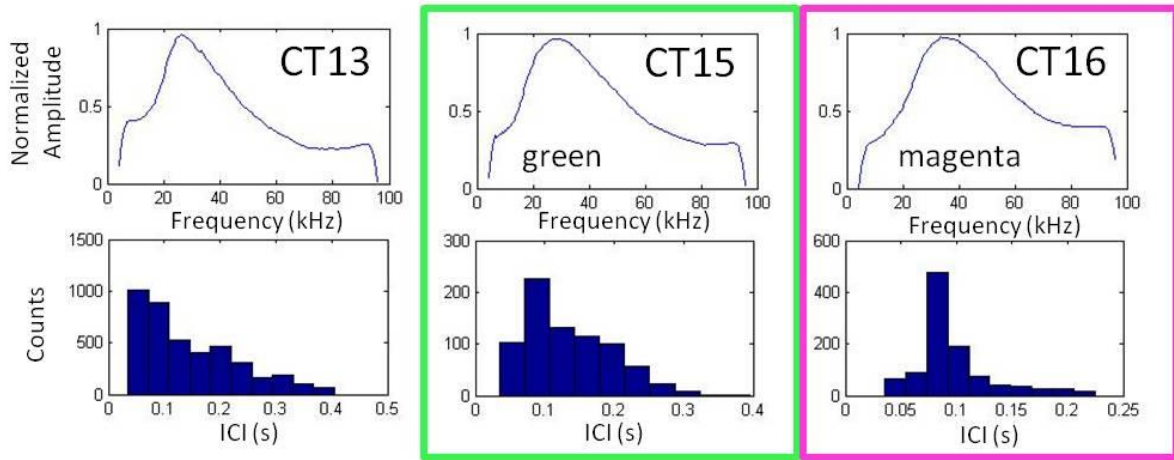 Normalized
Amplitude
1
0.5
0
0 20 40 60 80 100
Frequency (kHz)
CT13
1
0.5
0
0 20 40 60 80 100
Frequency (kHz)
CT15
green
1
0.5
0
0 20 40 60 80 100
Frequency (kHz)
CT16
magenta
Counts
1500
1000
500
0
0 0.1 0.2 0.3 0.4 0.5
ICI (s)
300
200
100
0
0 0.1 0.2 0.3 0.4
ICI (s)
600
400
200
0
0 0.05 0.1 0.15 0.2 0.25
ICI (s)